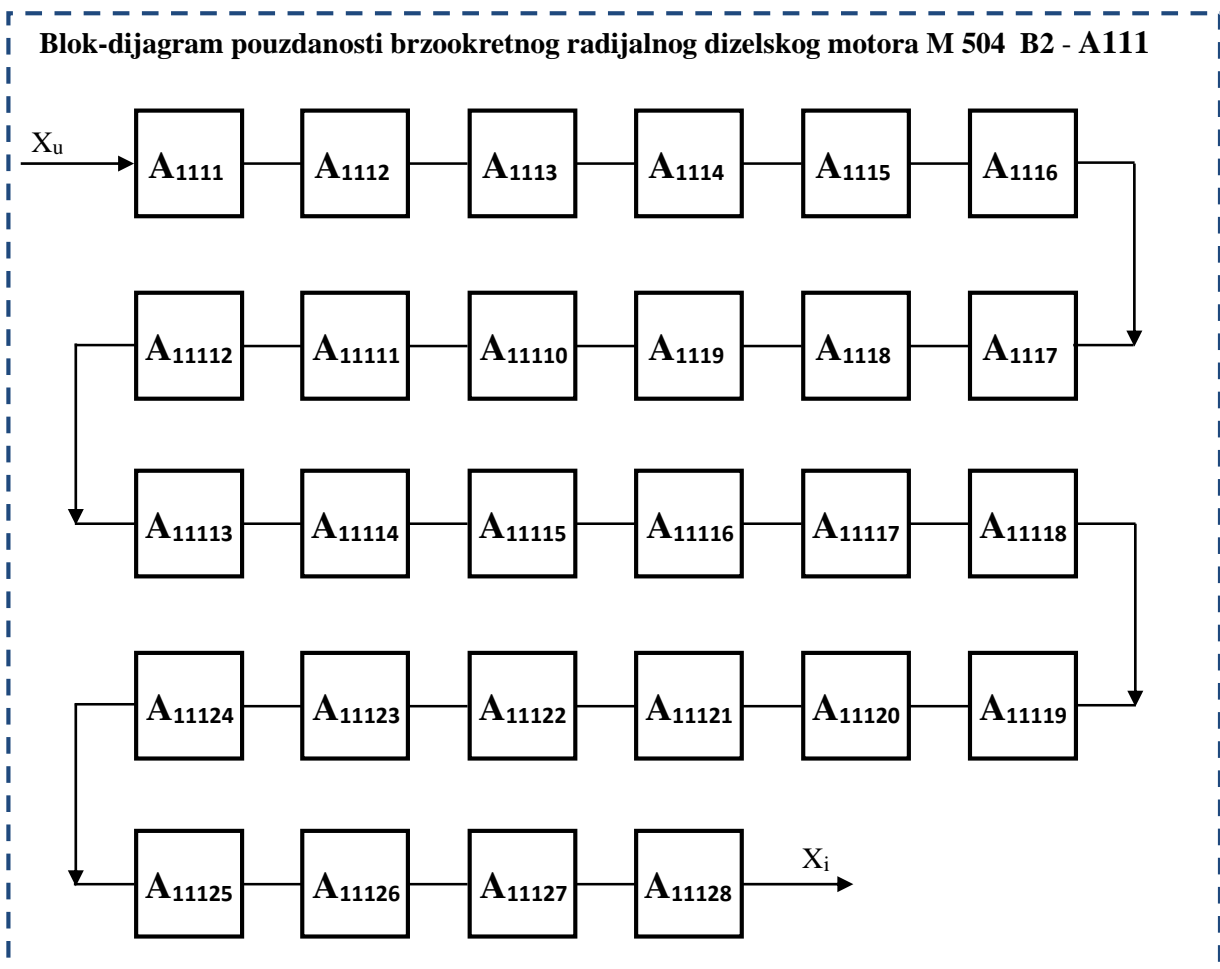 Blok-dijagram pouzdanosti brzookretnog radijalnog dizelskog motora M 504 B2 - A111
Xu
A1111 A1112 A1113 A1114 A1115 A1116
A11112 A11111 A11110 A1119 A1118 A1117
A11113 A11114 A11115 A11116 A11117 A11118
A11124 A11123 A11122 A11121 A11120 A11119
A11125 A11126 A11127 A11128
Xi